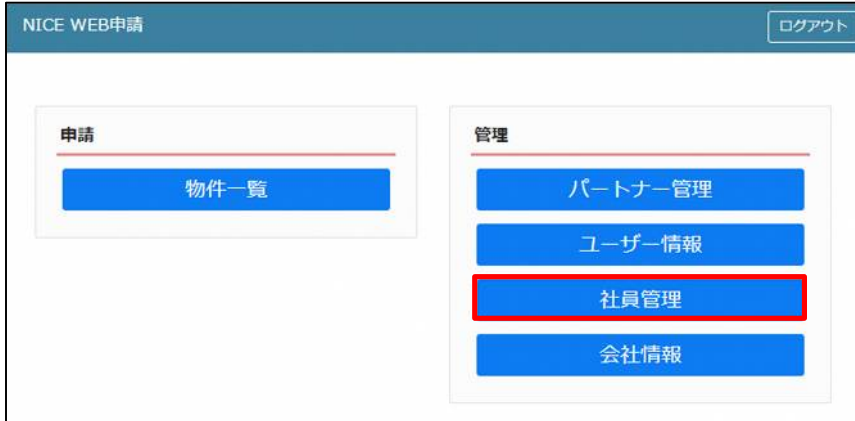 NICE WEB申請
ログアウト
申請
物件一覧
管理
パートナー管理
ユーザー情報
社員管理
会社情報